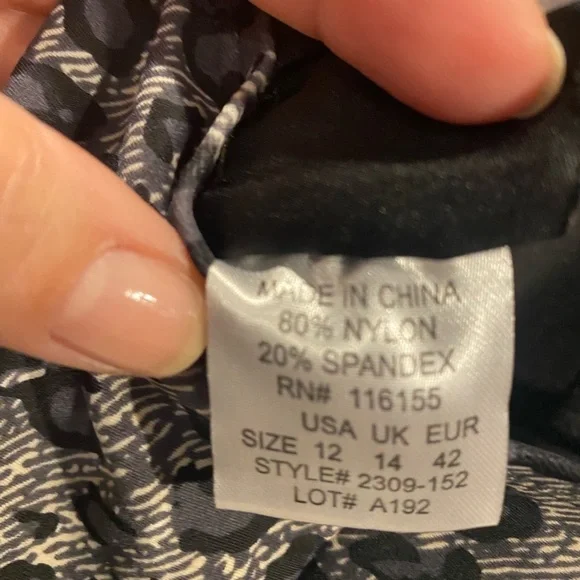 MADE IN CHINA
80% NYLON
20% SPANDEX
RN# 116155
USA UK EUR
SIZE 12 14 42
STYLE# 2309-152
LOT# A192